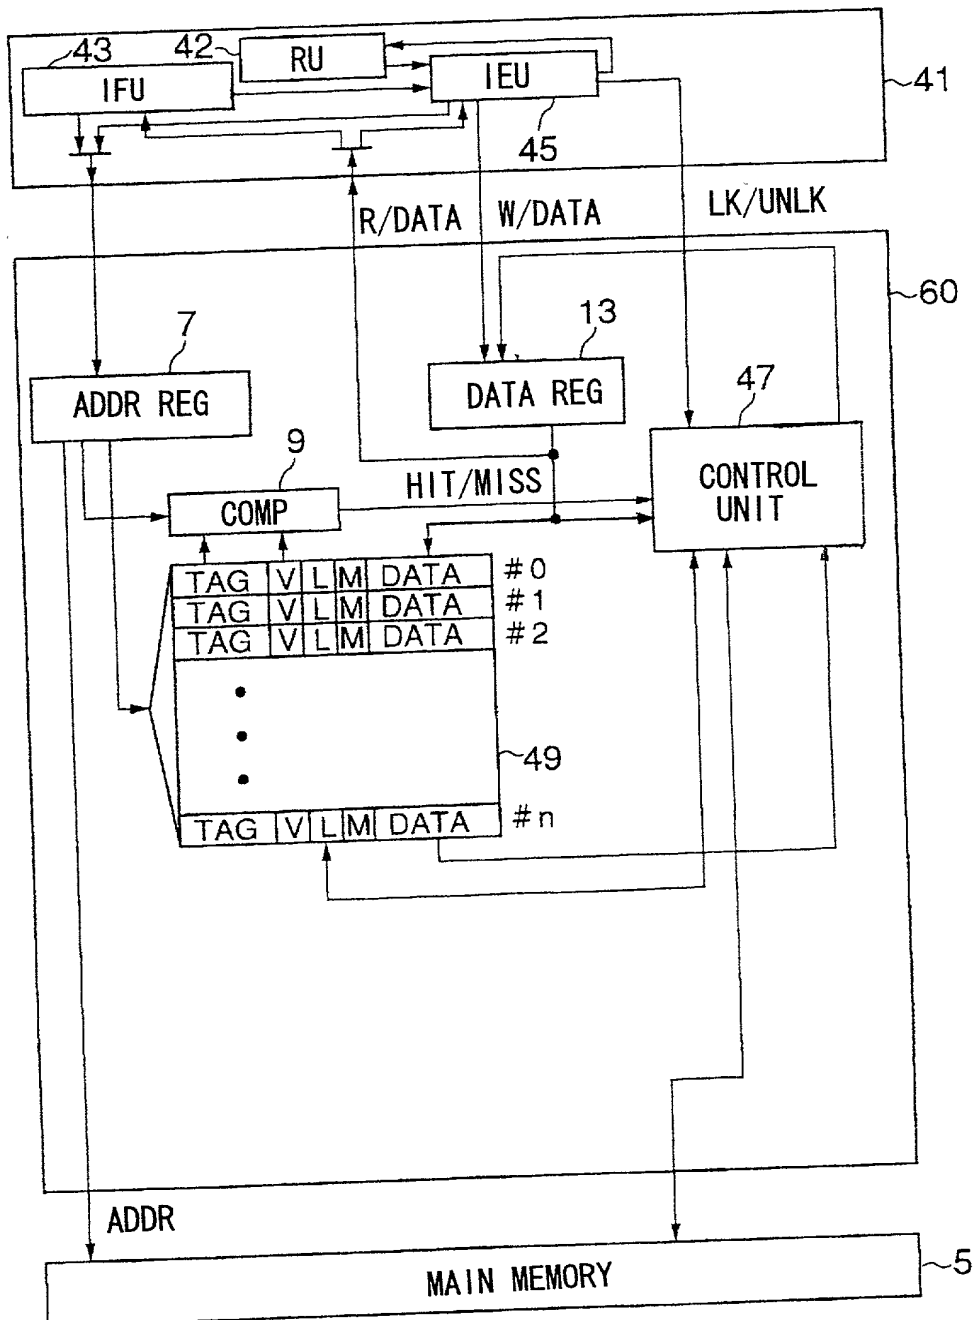 43
42
RU
IFU
IEU
41
45
R/DATA
W/DATA
LK/UNLK
60
7
13
ADDR REG
DATA REG
47
9
HIT/MISS
CONTROL
UNIT
COMP
TAG V L M DATA #0
TAG V L M DATA #1
TAG V L M DATA #2
49
TAG V L M DATA #n
ADDR
MAIN MEMORY
5